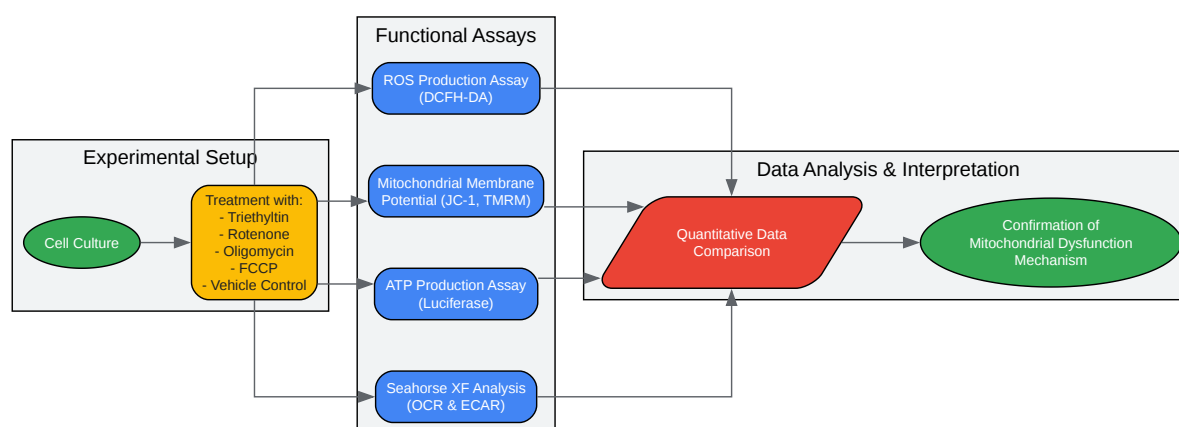 Functional Assays
ROS Production Assay
(DCFH-DA)
Experimental Setup
Mitochondrial Membrane
Potential (JC-1, TMRM)
Data Analysis & Interpretation
Treatment with:
- Triethyltin
- Rotenone
- Oligomycin
- FCCP
- Vehicle Control
Cell Culture
Quantitative Data
Comparison
Confirmation of
Mitochondrial Dysfunction
Mechanism
ATP Production Assay
(Luciferase)
Seahorse XF Analysis
(OCR & ECAR)